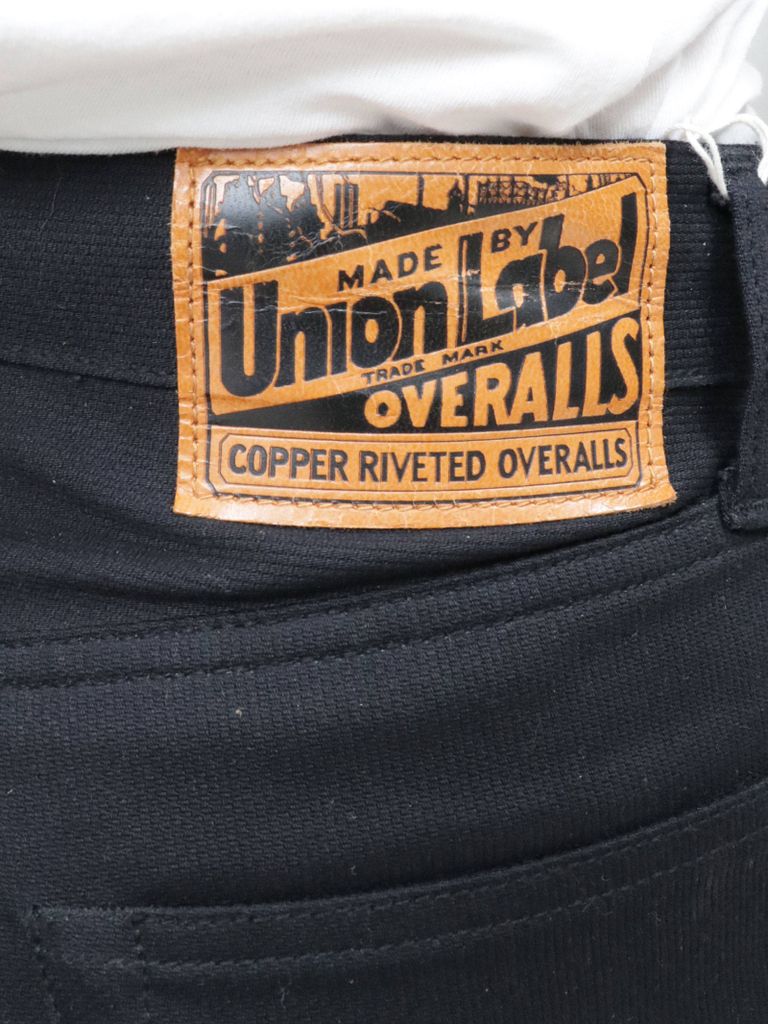 MADE BY
Union Label
TRADE MARK
OVERALLS
COPPER RIVETED OVERALLS